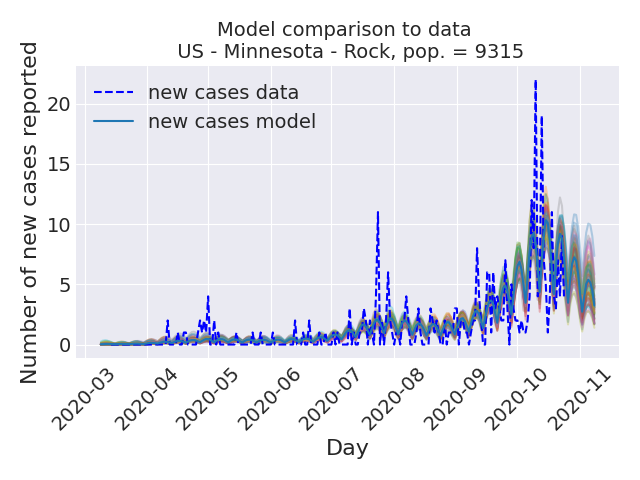 Model comparison to data
US - Minnesota - Rock, pop. = 9315
Number of new cases reported
20
15
10
5
0
new cases data
new cases model
2020-03
2020-04
2020-05
2020-06
2020-07
2020-08
2020-09
2020-10
2020-11
Day